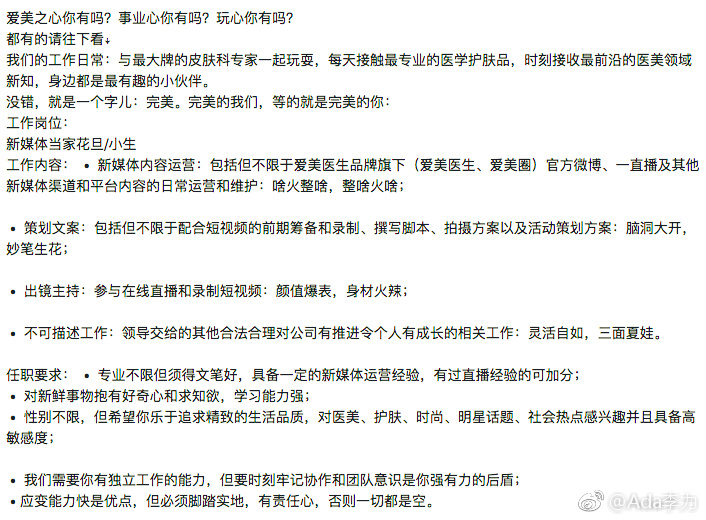 爱美之心你有吗？事业心你有吗？玩心你有吗？
都有的请往下看↓
我们的工作日常：与最大牌的皮肤科专家一起玩耍，每天接触最专业的医学护肤品，时刻接收最前沿的医美领域
新知，身边都是最有趣的小伙伴。
没错，就是一个字儿：完美。完美的我们，等的就是完美的你：
工作岗位：
新媒体当家花旦/小生
工作内容： • 新媒体内容运营：包括但不限于爱美医生品牌旗下（爱美医生、爱美圈）官方微博、一直播及其他
新媒体渠道和平台内容的日常运营和维护：啥火整啥，整啥火啥；
• 策划文案：包括但不限于配合短视频的前期筹备和录制、撰写脚本、拍摄方案以及活动策划方案：脑洞大开，
妙笔生花；
• 出镜主持：参与在线直播和录制短视频：颜值爆表，身材火辣；
• 不可描述工作：领导交给的其他合法合理对公司有推进令个人有成长的相关工作：灵活自如，三面夏娃。
任职要求： • 专业不限但须得文笔好，具备一定的新媒体运营经验，有过直播经验的可加分；
• 对新鲜事物抱有好奇心和求知欲，学习能力强；
• 性别不限，但希望你乐于追求精致的生活品质，对医美、护肤、时尚、明星话题、社会热点感兴趣并且具备高
敏感度；
• 我们需要你有独立工作的能力，但要时刻牢记协作和团队意识是你强有力的后盾；
• 应变能力快是优点，但必须脚踏实地，有责任心，否则一切都是空。
@Ada季力